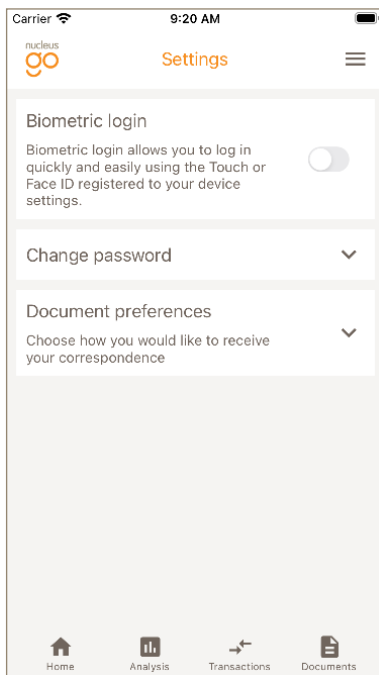 Carrier 9:20 AM
nucleus
go
Settings
Biometric login
Biometric login allows you to log in
quickly and easily using the Touch or
Face ID registered to your device
settings.
Change password
Document preferences
Choose how you would like to receive
your correspondence
Home Analysis Transactions Documents